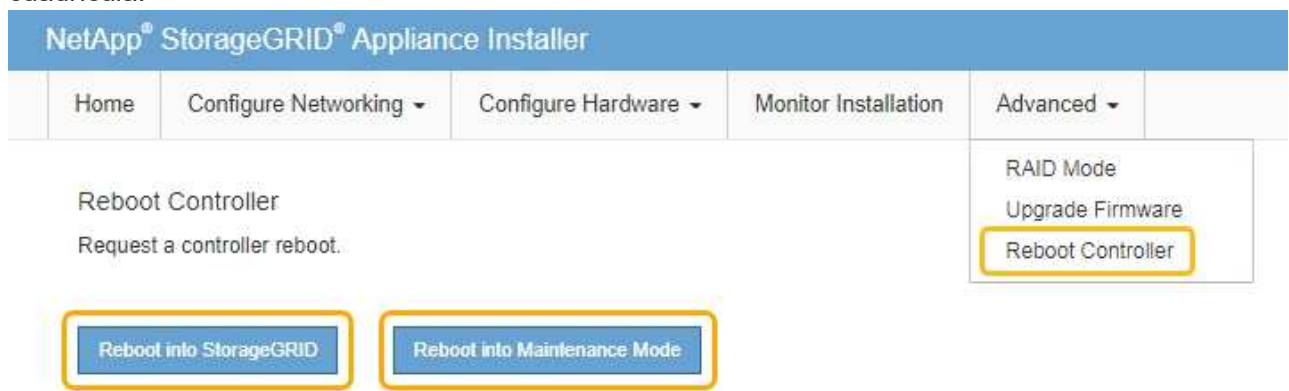 NetApp® StorageGRID® Appliance Installer
Home Configure Networking Configure Hardware Monitor Installation Advanced
RAID Mode
Upgrade Firmware
Reboot Controller
Reboot Controller
Request a controller reboot.
Reboot into StorageGRID Reboot into Maintenance Mode